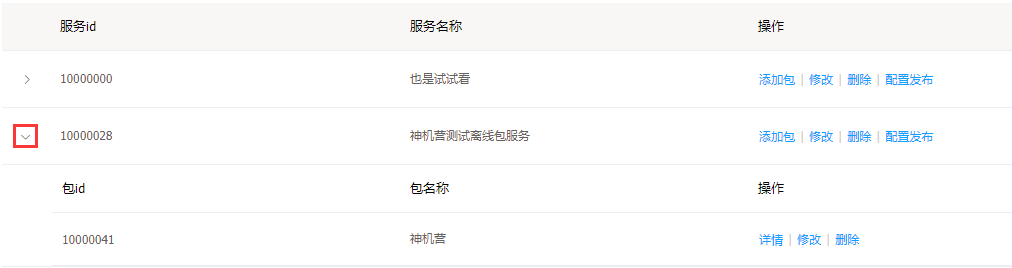 服务id 服务名称 操作
10000000 也是试试看 添加包 | 修改 | 删除 | 配置发布
10000028 神机营测试离线包服务 添加包 | 修改 | 删除 | 配置发布
包id 包名称 操作
10000041 神机营 详情 | 修改 | 删除